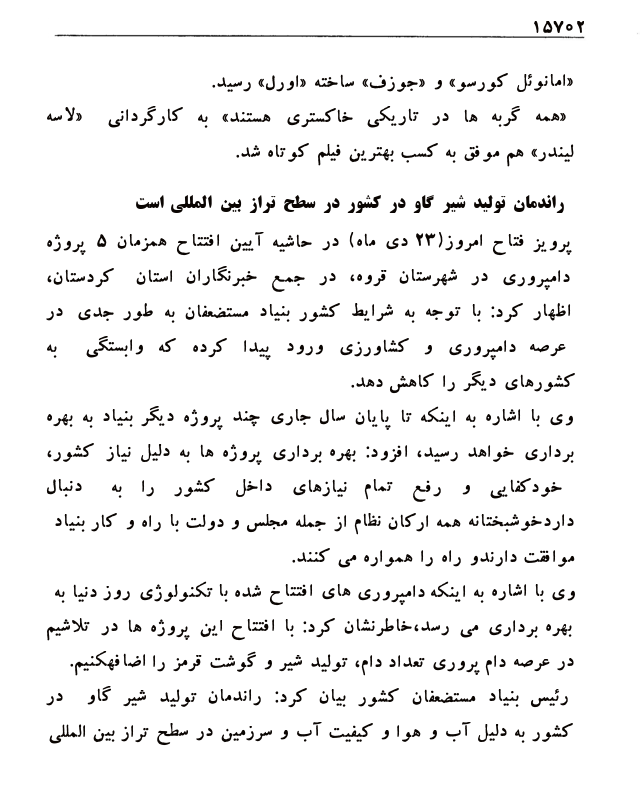 ۱۵۷۰۲
«امانوئل کورسو» و «جوزف» ساخته «اورل» رسید.
«همه گربه ها در تاریکی خاکستری هستند» به کارگردانی «لاسه
لیندر» هم موفق به کسب بهترین فیلم کوتاه شد.
راندمان تولید شیر گاو در کشور در سطح تراز بین المللی است
پرویز فتاح امروز(۲۳ دی ماه) در حاشیه آیین افتتاح همزمان ۵ پروژه
دامپروری در شهرستان قروه، در جمع خبرنگاران استان کردستان،
اظهار کرد: با توجه به شرایط کشور بنیاد مستضعفان به طور جدی در
عرصه دامپروری و کشاورزی ورود پیدا کرده که وابستگی به
کشورهای دیگر را کاهش دهد.
وی با اشاره به اینکه تا پایان سال جاری چند پروژه دیگر بنیاد به بهره
برداری خواهد رسید، افزود: بهره برداری پروژه ها به دلیل نیاز کشور،
خودکفایی و رفع تمام نیازهای داخل کشور را به دنبال
داردخوشبختانه همه ارکان نظام از جمله مجلس و دولت با راه و کار بنیاد
موافقت دارندو راه را همواره می کنند.
وی با اشاره به اینکه دامپروری های افتتاح شده با تکنولوژی روز دنیا به
بهره برداری می رسد،خاطرنشان کرد: با افتتاح این پروژه ها در تلاشیم
در عرصه دام پروری تعداد دام، تولید شیر و گوشت قرمز را اضافهکنیم.
رئیس بنیاد مستضعفان کشور بیان کرد: راندمان تولید شیر گاو در
کشور به دلیل آب و هوا و کیفیت آب و سرزمین در سطح تراز بین المللی